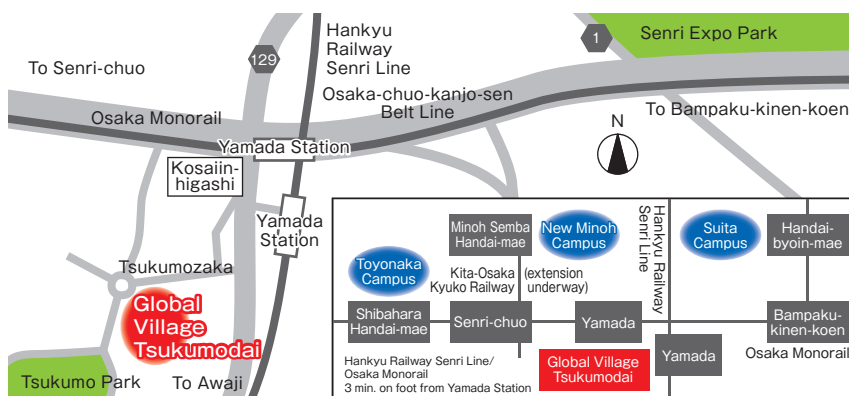 Hankyu
Railway
Senri Line
129
1
Senri Expo Park
To Senri-chuo
Osaka-chuo-kanjo-sen
Belt Line
To Bampaku-kinen-koen
Osaka Monorail
Yamada Station
N
Kosaiin-
higashi
Yamada
Station
Tsukumozaka
Global
Village
Tsukumodai
Tsukumo Park
To Awaji
Minoh Semba
Handai-mae
New Minoh
Campus
Hankyu Railway
Senri Line
Suita
Campus
Handai-
byoin-mae
Toyonaka
Campus
Kita-Osaka
Kyuko Railway
(extension
underway)
Shibahara
Handai-mae
Senri-chuo
Yamada
Bampaku-
kinen-koen
Osaka Monorail
Yamada
Global Village
Tsukumodai
Hankyu Railway Senri Line/
Osaka Monorail
3 min. on foot from Yamada Station